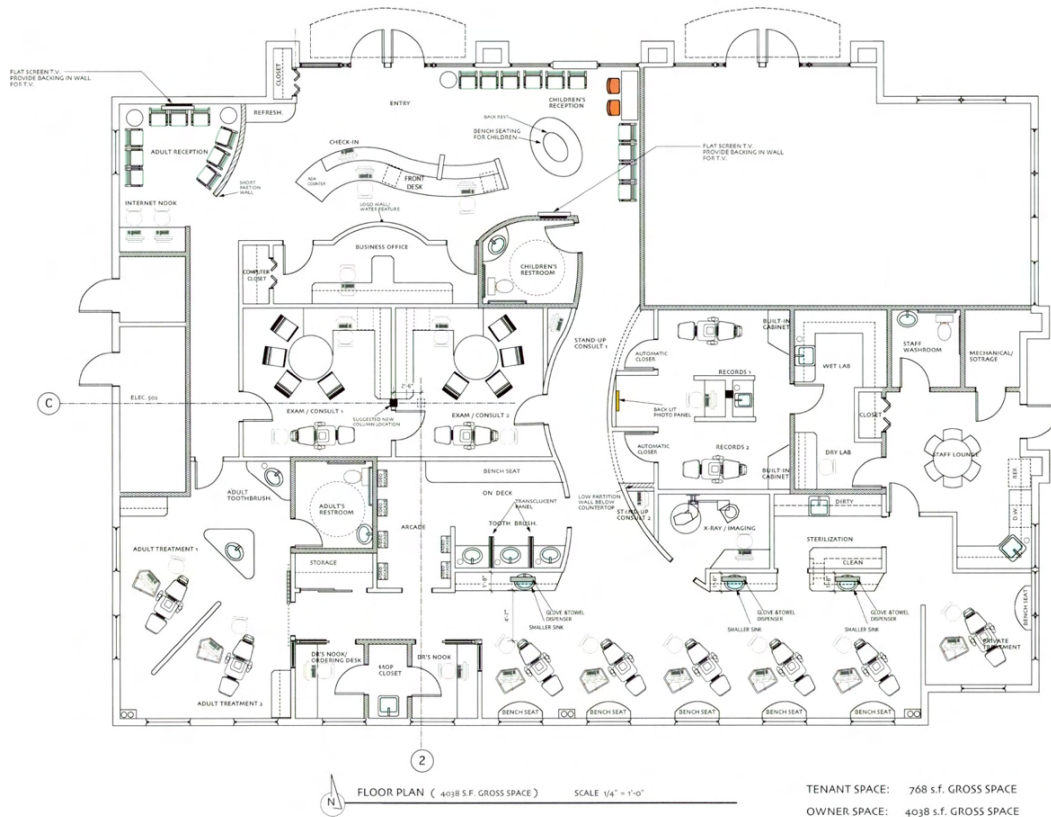 FLAT SCREEN T.V.
PROVIDE BACKING IN WALL
FOR T.V.
CLOSET
REFRESH.
ENTRY
CHILDREN'S
RECEPTION
BACK REST
BENCH SEATING
FOR CHILDREN
ADULT RECEPTION
CHECK-IN
ADA
COUNTER
FRONT
DESK
FLAT SCREEN T.V.
PROVIDE BACKING IN WALL
FOR T.V.
SHORT
PARTION
WALL
INTERNET NOOK
LOGO WALL/
WATER FEATURE
BUSINESS OFFICE
COMPUTER
CLOSET
CHILDREN'S
RESTROOM
STAND-UP
CONSULT 1
BUILT-IN
CABINET
STAFF
WASHROOM
MECHANICAL/
SOTRAGE
AUTOMATIC
CLOSER
RECORDS 1
WET LAB
2'-6"
C
ELEC. 502
EXAM / CONSULT 1
SUGGESTED NEW
COLUMN LOCATION
EXAM / CONSULT 2
BACK LIT
PHOTO PANEL
CLOSET
AUTOMATIC
CLOSER
RECORDS 2
BUILT-IN
CABINET
DRY LAB
STAFF LOUNGE
REF.
D.W.
BENCH SEAT
ADULT
TOOTHBRUSH.
ON DECK
TRANSLUCENT
PANEL
LOW PARTITION
WALL BELOW
COUNTERTOP
DIRTY
ADULT'S
RESTROOM
ARCADE
TOOTH BRUSH.
STAND-UP
CONSULT 2
X-RAY / IMAGING
STERILIZATION
CLEAN
ADULT TREATMENT 1
STORAGE
GLOVE &TOWEL
DISPENSER
SMALLER SINK
GLOVE &TOWEL
DISPENSER
SMALLER SINK
GLOVE &TOWEL
DISPENSER
SMALLER SINK
BENCH SEAT
PRIVATE
TREATMENT
DR'S NOOK/
ORDERING DESK
MOP
CLOSET
DR'S NOOK
ADULT TREATMENT 2
BENCH SEAT
BENCH SEAT
BENCH SEAT
BENCH SEAT
BENCH SEAT
2
N
FLOOR PLAN ( 4038 S.F. GROSS SPACE )
SCALE 1/4" = 1'-0"
TENANT SPACE: 768 s.f. GROSS SPACE
OWNER SPACE: 4038 s.f. GROSS SPACE